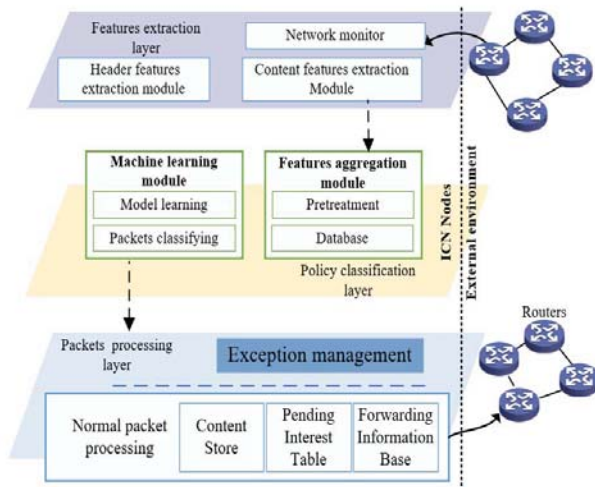 Features extraction
layer
Network monitor
Header features
extraction module
Content features extraction
Module
Machine learning
module
Model learning
Packets classifying
Features aggregation
module
Pretreatment
Database
Policy classification
layer
ICN Nodes
External environment
Routers
Packets processing
layer
Exception management
Normal packet
processing
Content
Store
Pending
Interest
Table
Forwarding
Information
Base